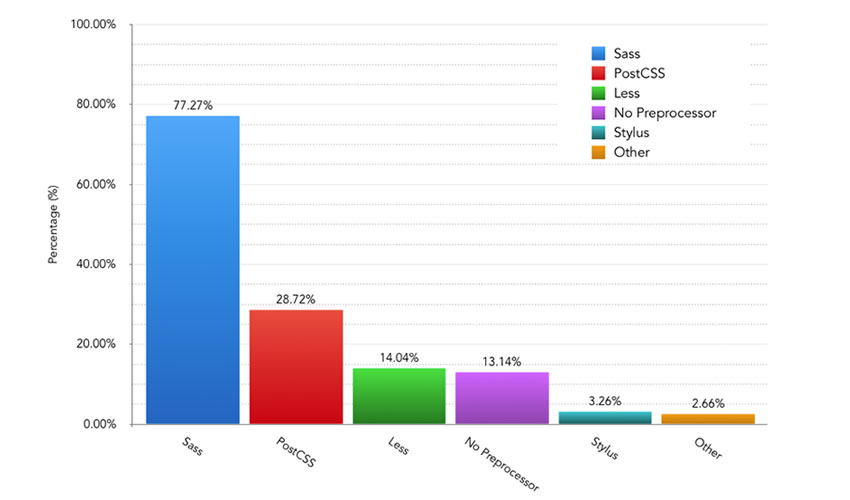 100.00%
80.00%
60.00%
40.00%
20.00%
0.00%
Percentage (%)
77.27%
28.72%
14.04%
13.14%
3.26%
2.66%
Sass
PostCSS
Less
No Preprocessor
Stylus
Other
Sass
PostCSS
Less
No Preprocessor
Stylus
Other